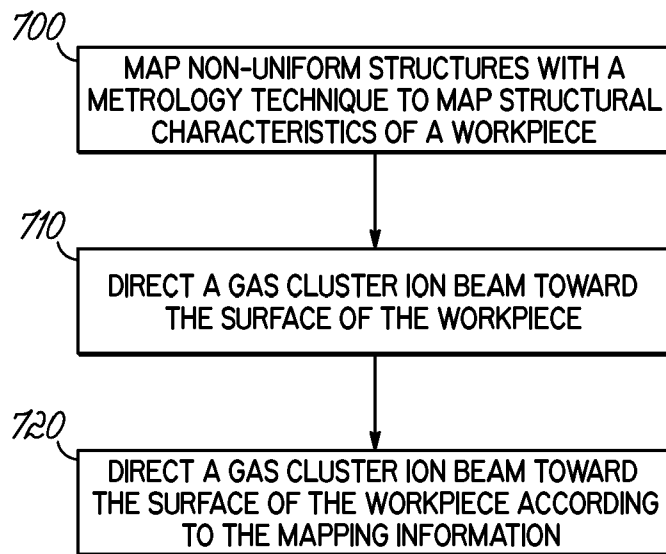 700
MAP NON-UNIFORM STRUCTURES WITH A
METROLOGY TECHNIQUE TO MAP STRUCTURAL
CHARACTERISTICS OF A WORKPIECE
710
DIRECT A GAS CLUSTER ION BEAM TOWARD
THE SURFACE OF THE WORKPIECE
720
DIRECT A GAS CLUSTER ION BEAM TOWARD
THE SURFACE OF THE WORKPIECE ACCORDING
TO THE MAPPING INFORMATION